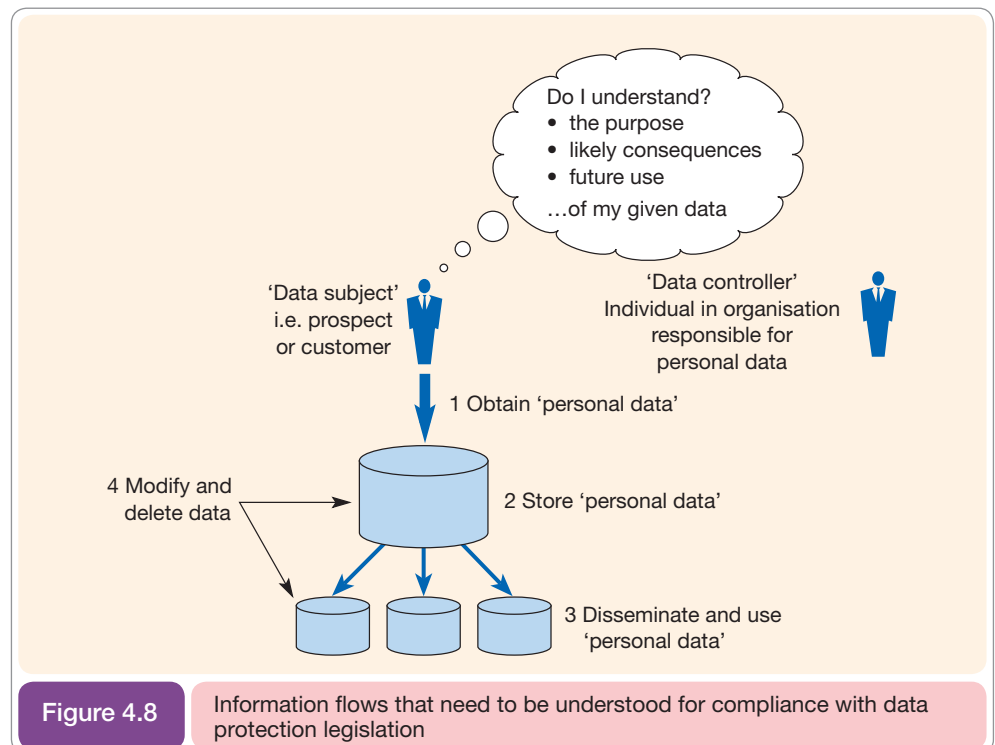 Do I understand?
• the purpose
• likely consequences
• future use
…of my given data
‘Data subject’
i.e. prospect
or customer
‘Data controller’
Individual in organisation
responsible for
personal data
1 Obtain ‘personal data’
4 Modify and
delete data
2 Store ‘personal data’
3 Disseminate and use
‘personal data’
Figure 4.8
Information flows that need to be understood for compliance with data
protection legislation